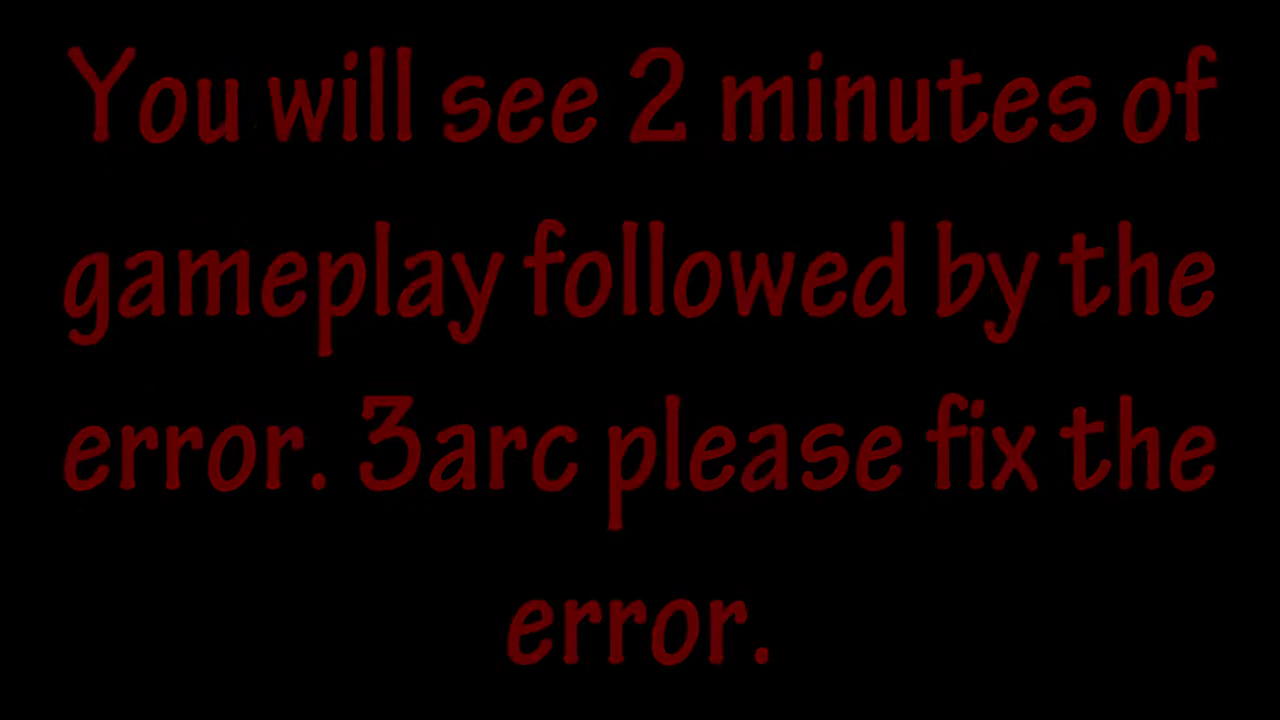 You will see 2 minutes of
gameplay followed by the
error. 3arc please fix the
error.